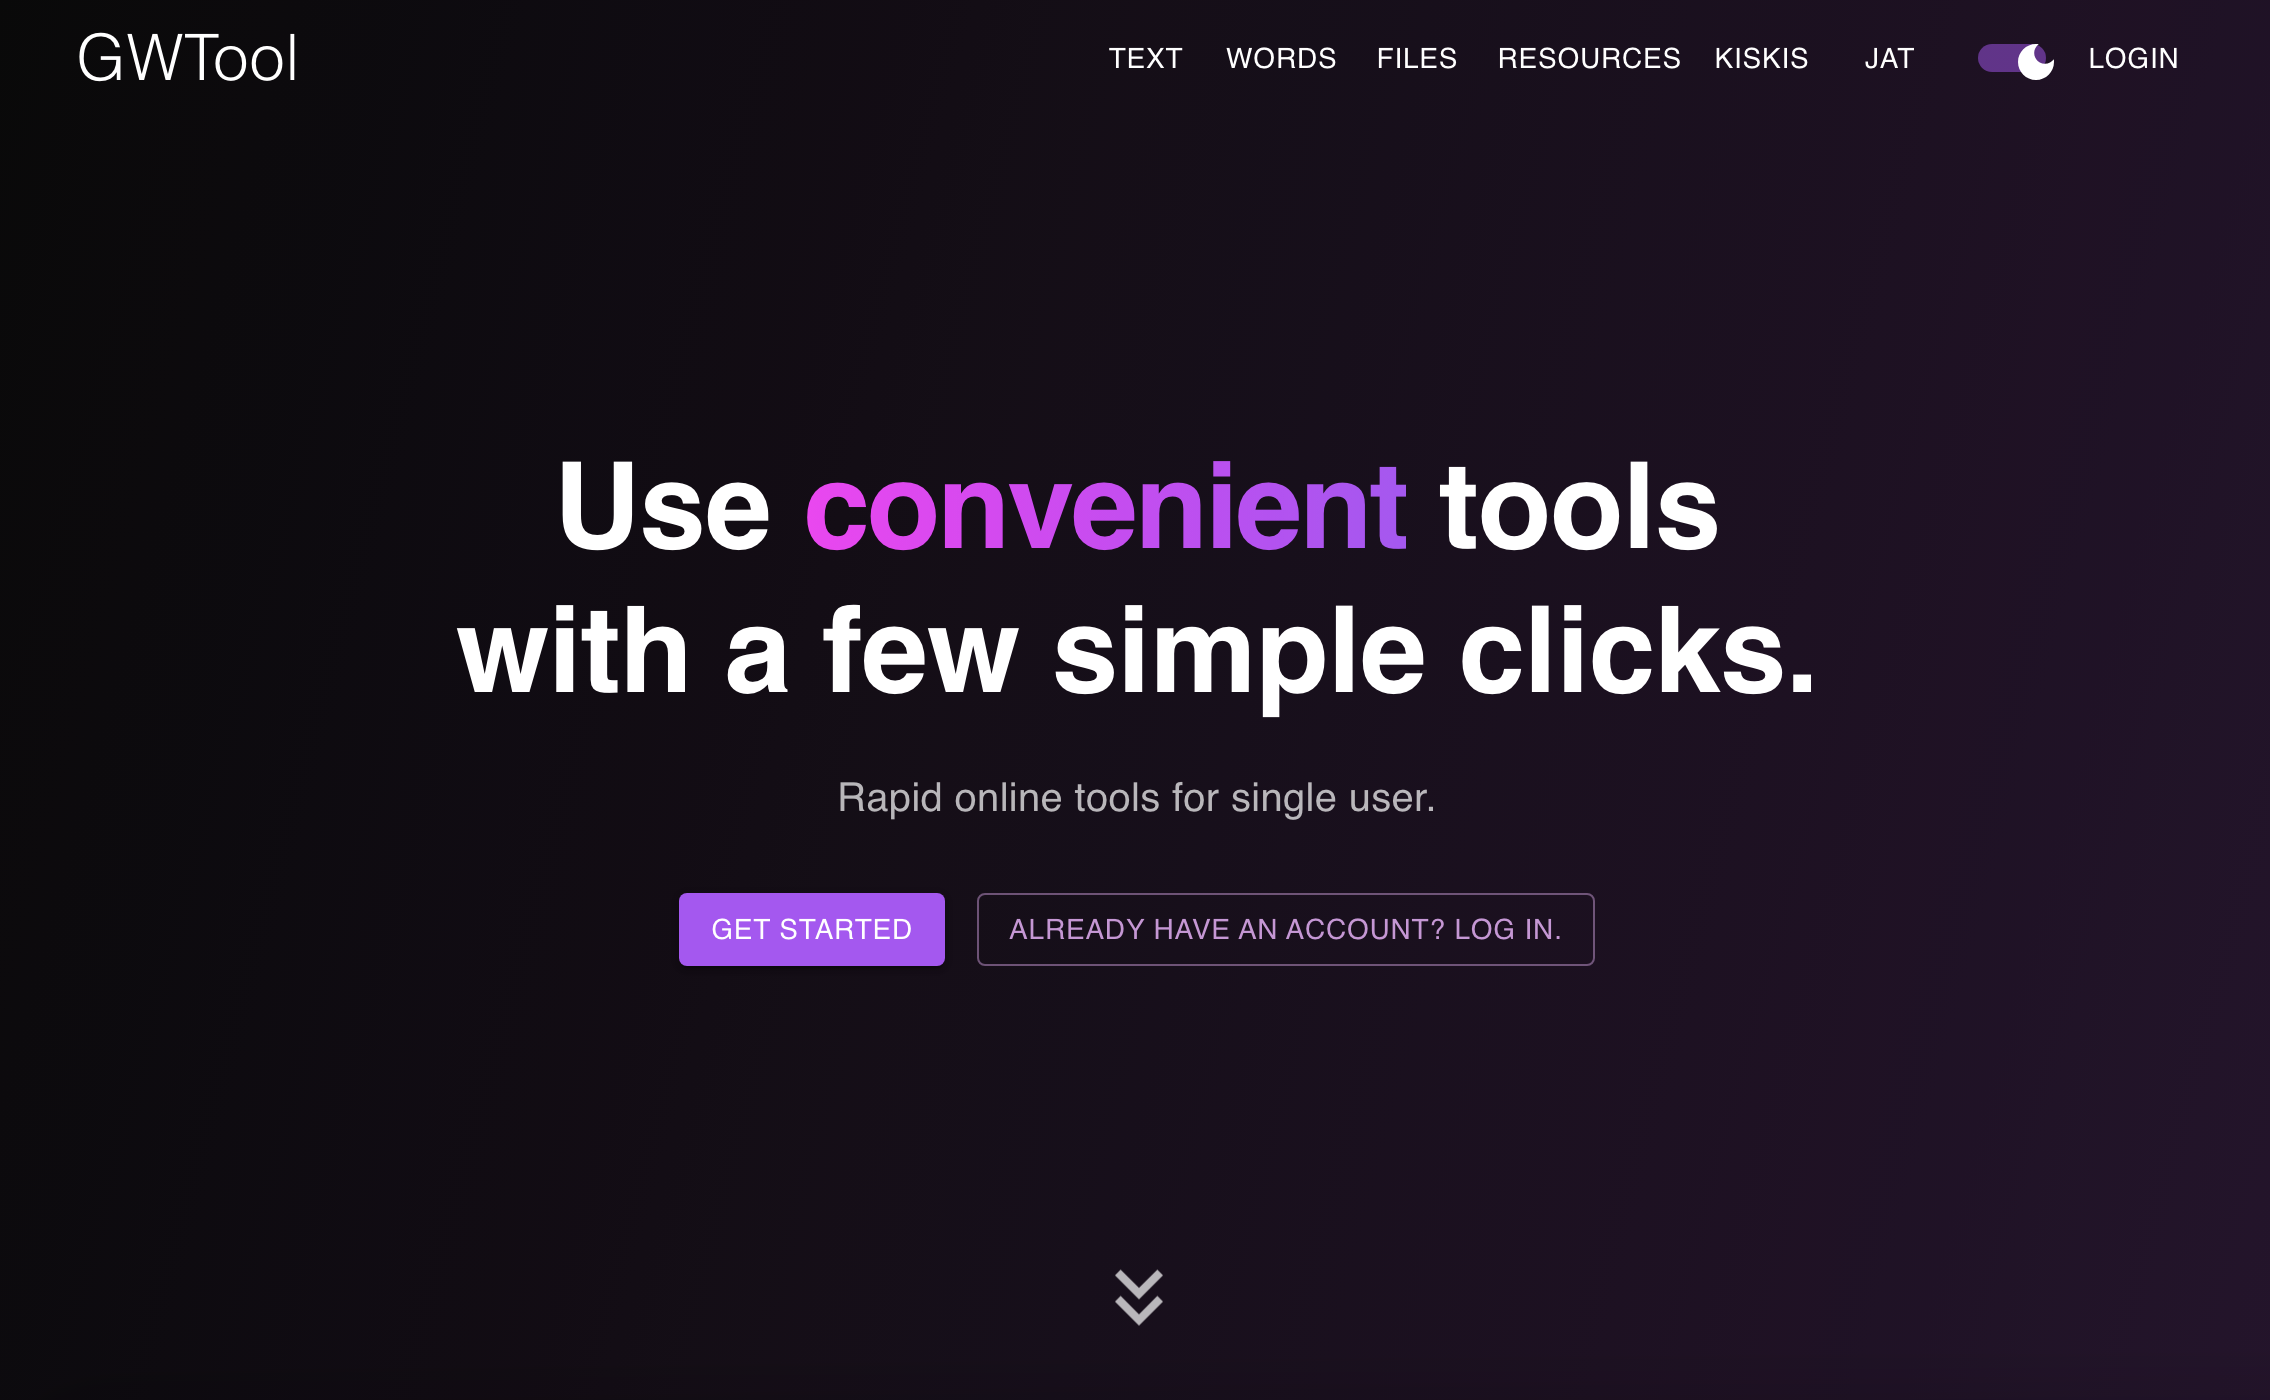 GWTool
TEXT WORDS FILES RESOURCES KISKIS JAT LOGIN
Use convenient tools
with a few simple clicks.
Rapid online tools for single user.
GET STARTED
ALREADY HAVE AN ACCOUNT? LOG IN.